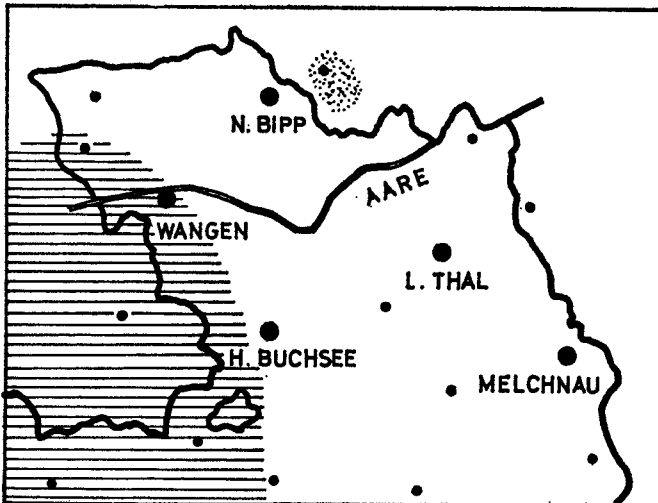 N. BIPP
AARE
WANGEN
L. THAL
H. BUCHSEE
MELCHNAU